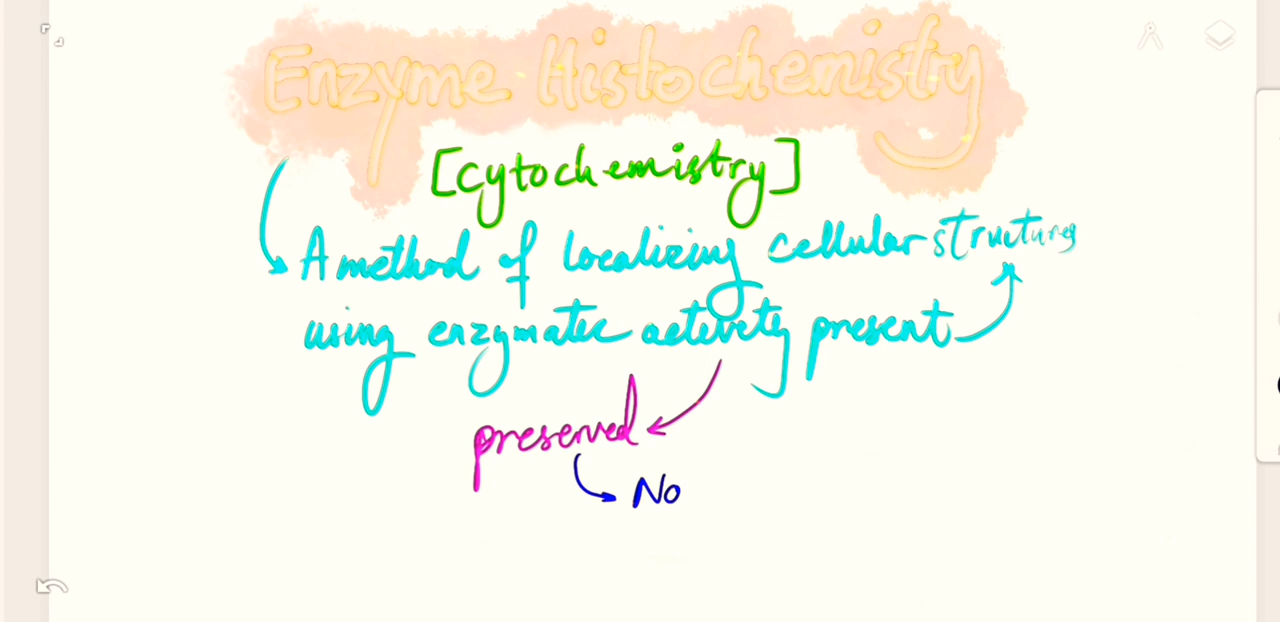 Enzyme Histochemistry
[cytochemistry]
A method of localizing cellular structures
using enzymatic activity present
preserved
No